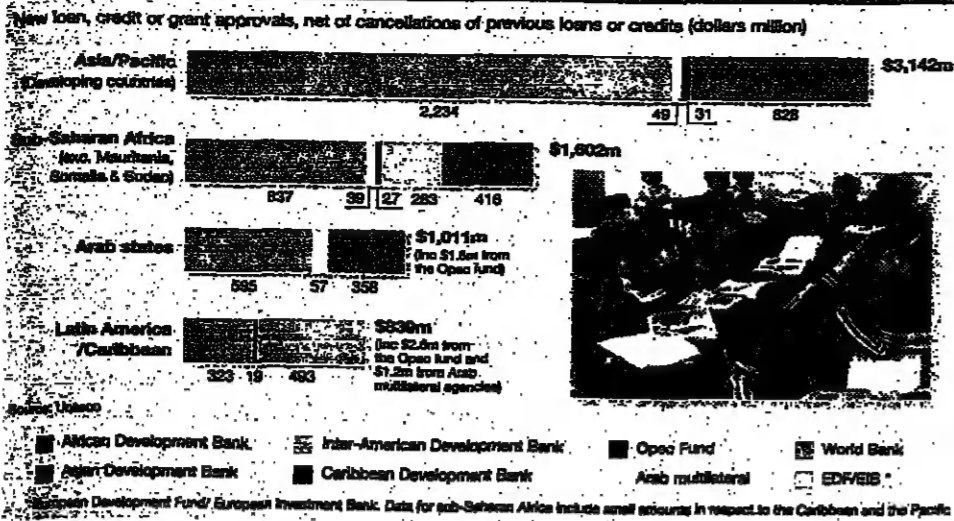 New loan, credit or grant approvals, net of cancellations of previous loans or credits (dollars million)
Asia/Pacific
(Developing countries)
$3,142m
2,234
49
31
828
Sub-Saharan Africa
(exc. Mauritania,
Somalia & Sudan)
$1,602m
837
39
27
283
416
Arab states
$1,011m
(inc $1.6m from
the Opec fund)
595
57
358
Latin America
/Caribbean
$839m
(inc $2.6m from
the Opec fund and
$1.2m from Arab
multilateral agencies)
323
19
493
Source: Unesco
African Development Bank
Inter-American Development Bank
Opec Fund
World Bank
Asian Development Bank
Caribbean Development Bank
Arab multilateral
EDF/EIB *
European Development Fund/ European Investment Bank. Data for sub-Saharan Africa include small amounts in respect to the Caribbean and the Pacific